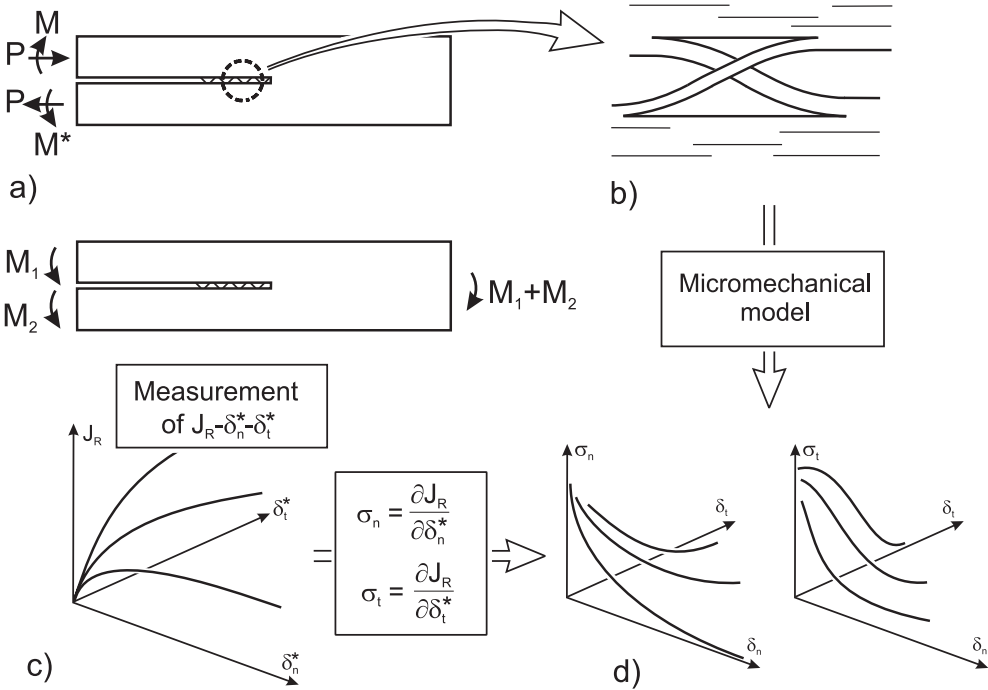 M
P
P
M*
a)
b)
M₁
M₂
M₁+M₂
Micromechanical
model
Measurement
of J_R-δ*_n-δ*_t
J_R
δ*_t
δ*_n
c)
σ_n = ∂J_R/∂δ*_n
σ_t = ∂J_R/∂δ*_t
σ_n
δ_t
δ_n
σ_t
δ_t
δ_n
d)